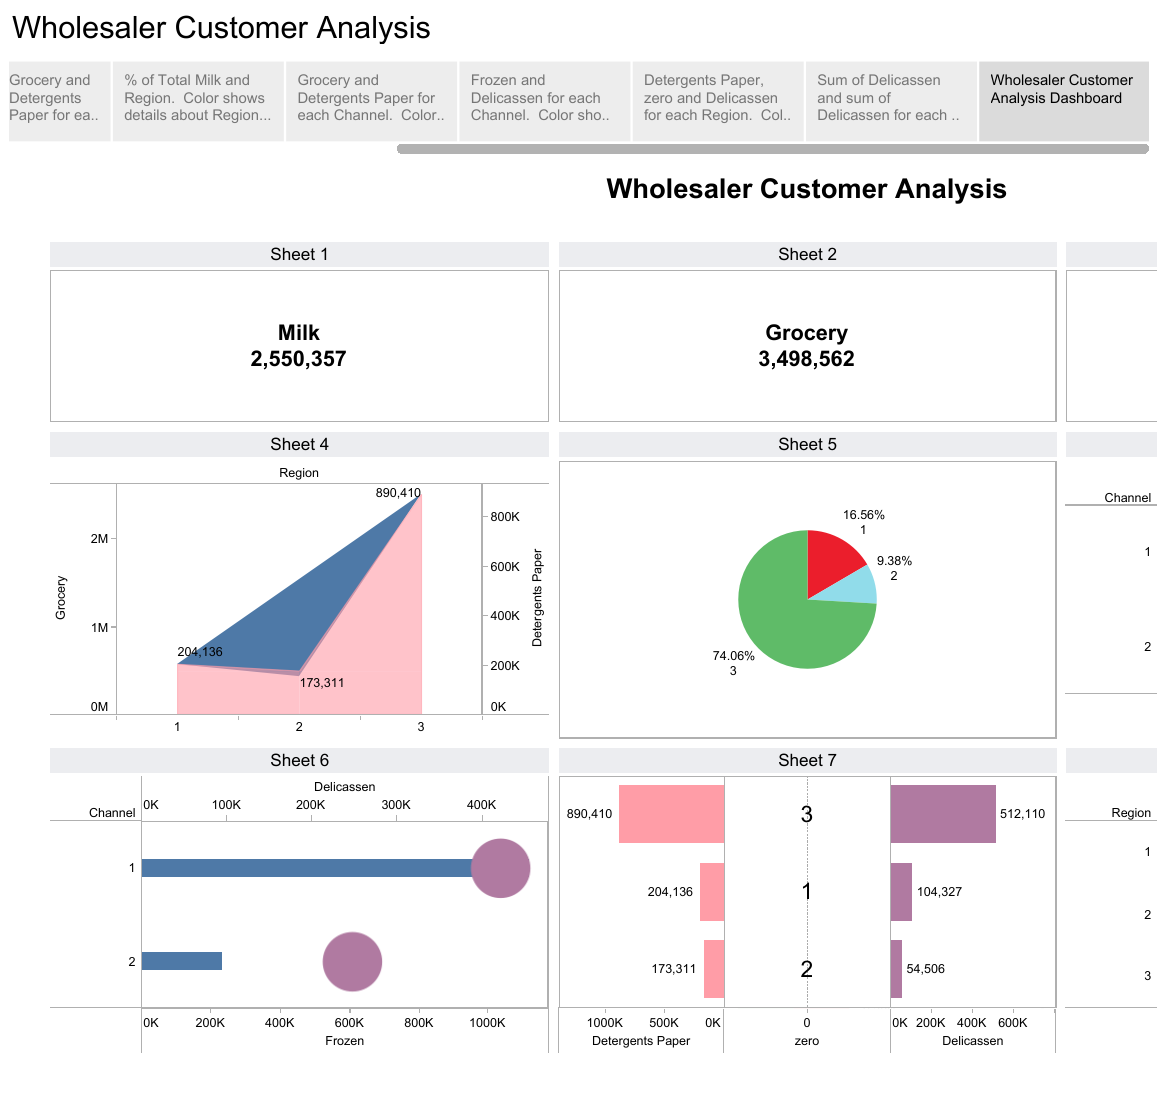 Wholesaler Customer Analysis
Grocery and
Detergents
Paper for ea..
% of Total Milk and
Region.  Color shows
details about Region...
Grocery and
Detergents Paper for
each Channel.  Color..
Frozen and
Delicassen for each
Channel.  Color sho..
Detergents Paper,
zero and Delicassen
for each Region.  Col..
Sum of Delicassen
and sum of
Delicassen for each ..
Wholesaler Customer
Analysis Dashboard
Wholesaler Customer Analysis
Sheet 1
Sheet 2
Milk
2,550,357
Grocery
3,498,562
Sheet 4
Region
890,410
204,136
173,311
2M
1M
0M
Grocery
800K
600K
400K
200K
0K
Detergents Paper
1
2
3
Sheet 5
16.56%
1
9.38%
2
74.06%
3
Channel
1
2
Sheet 6
Delicassen
Channel
0K 100K 200K 300K 400K
1
2
0K 200K 400K 600K 800K 1000K
Frozen
Sheet 7
890,410 3 512,110
204,136 1 104,327
173,311 2 54,506
1000K 500K 0K 0 0K 200K 400K 600K
Detergents Paper zero Delicassen
Region
1
2
3